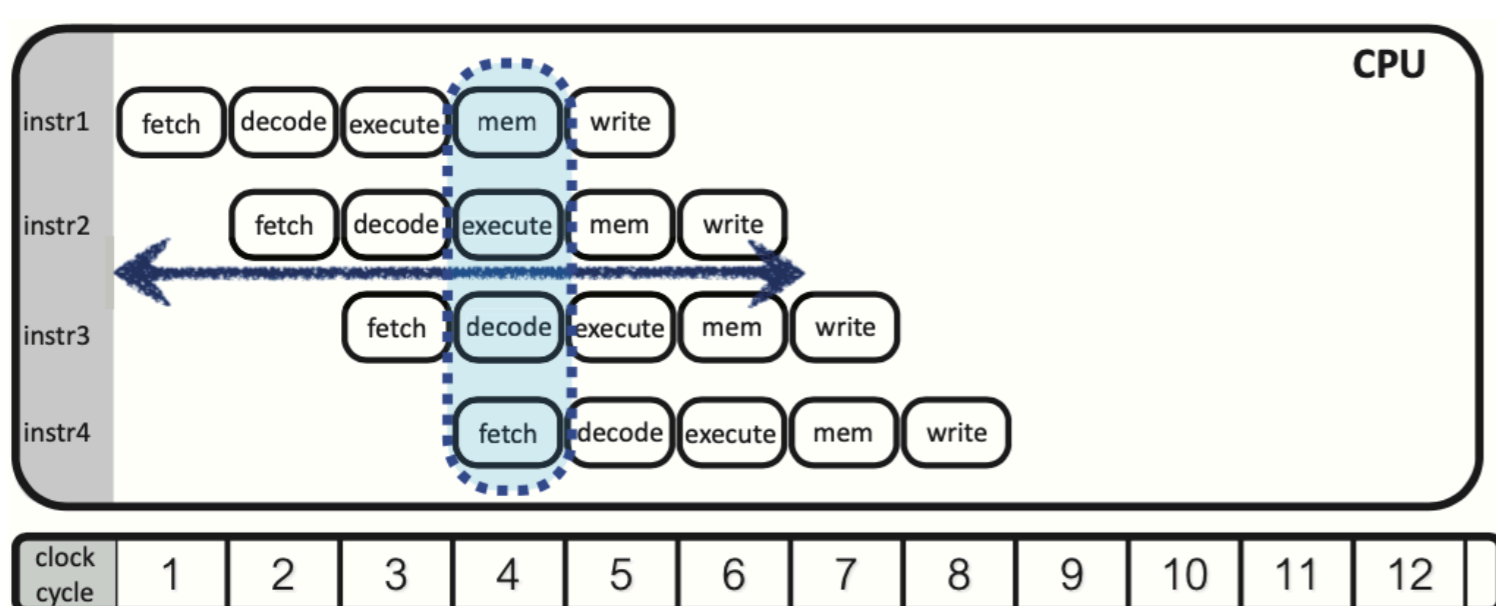 CPU
instr1 fetch decode execute mem write
instr2 fetch decode execute mem write
instr3 fetch decode execute mem write
instr4 fetch decode execute mem write
clock
cycle 1 2 3 4 5 6 7 8 9 10 11 12